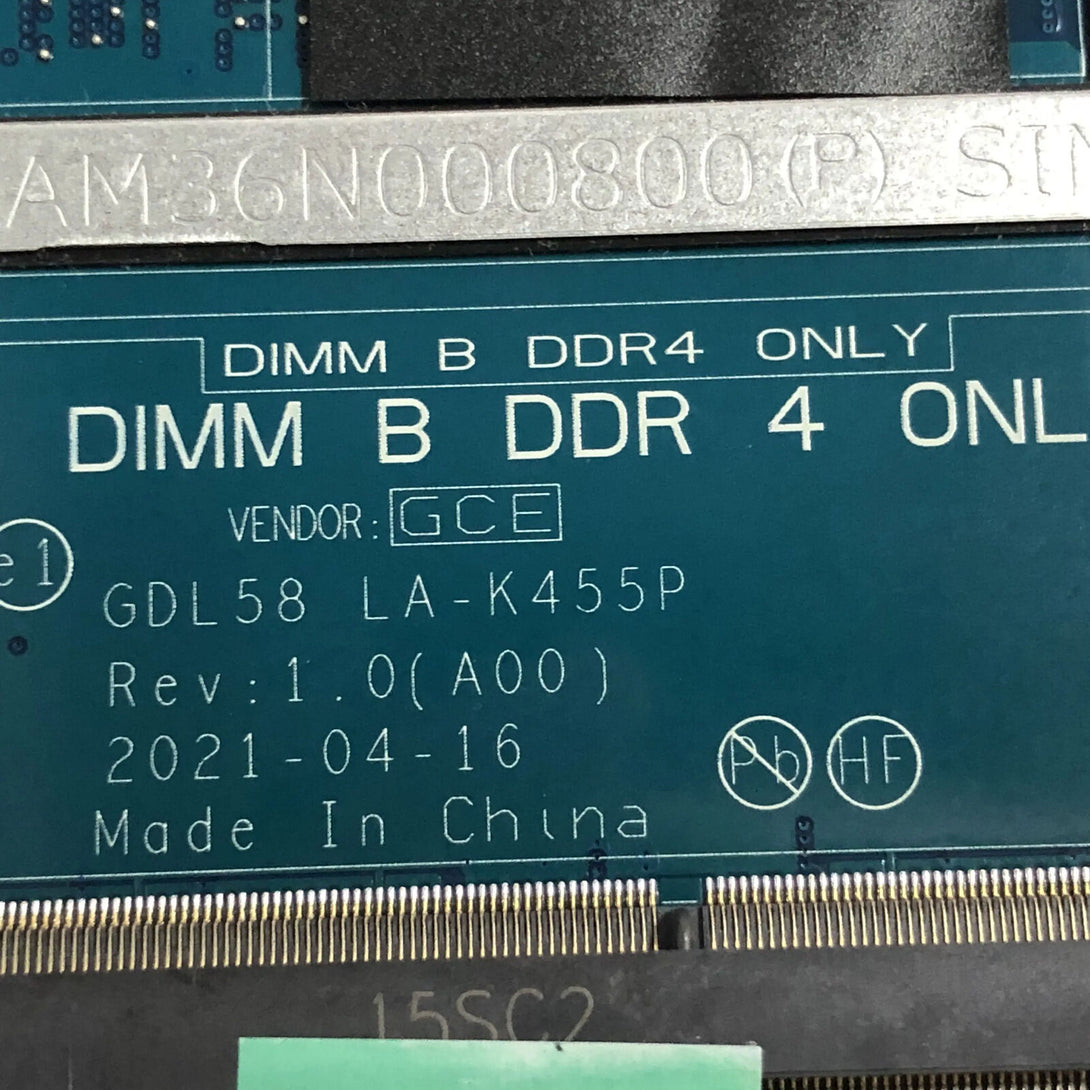 AM36N000800(P) SIN
DIMM B DDR4 ONLY
DIMM B DDR 4 ONL
VENDOR: GCE
e1
GDL58 LA-K455P
Rev:1.0(A00)
2021-04-16
Pb HF
Made In China
15SC2